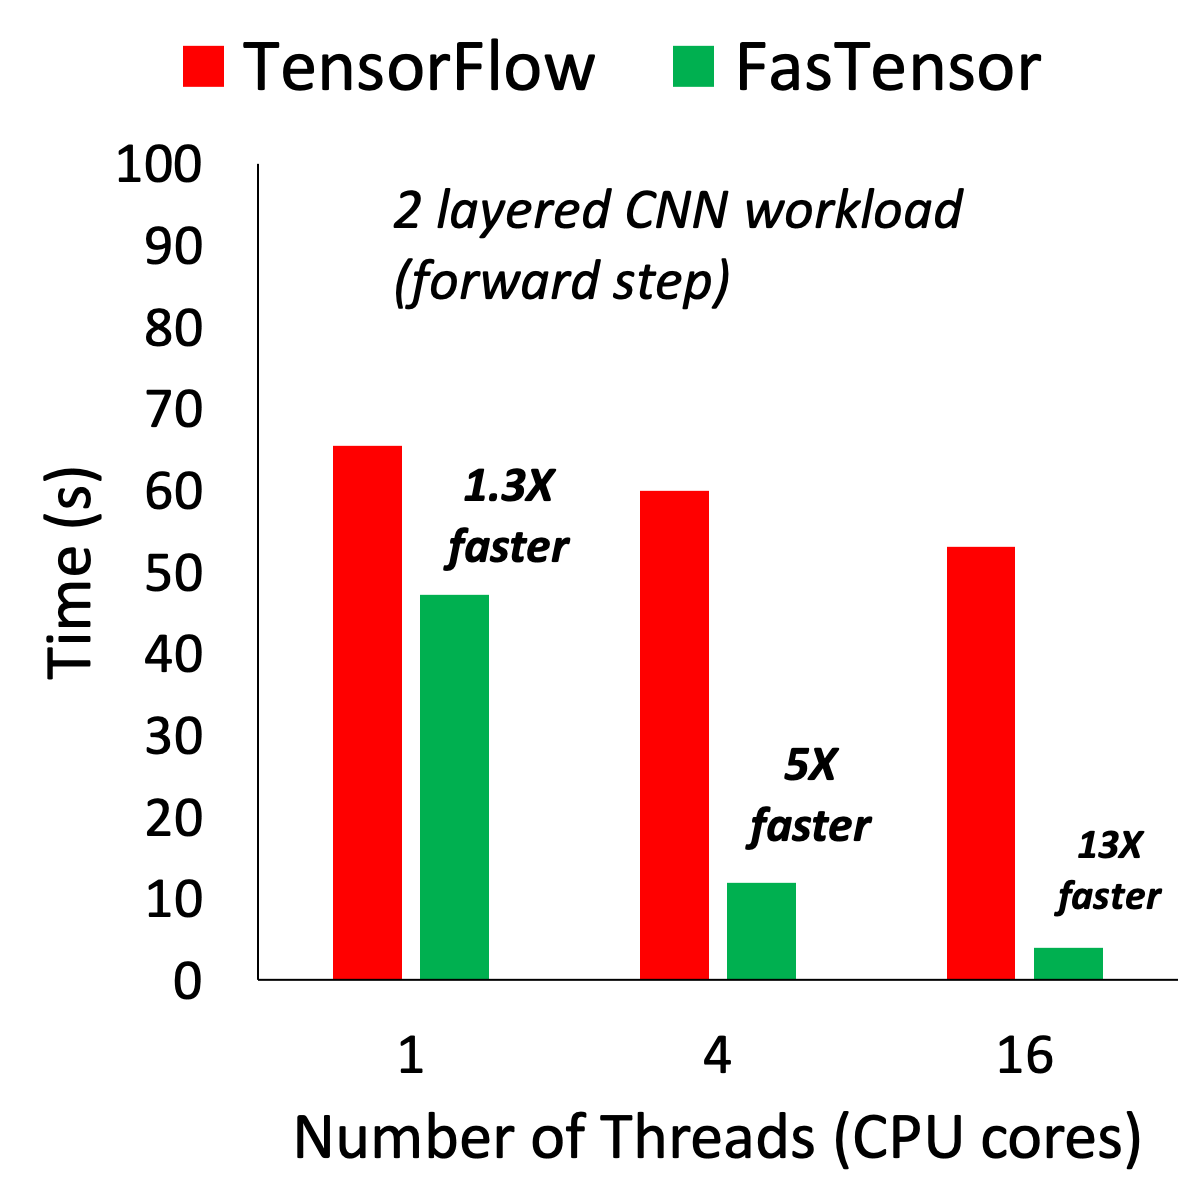 TensorFlow FasTensor
100
90
80
70
60
50
40
30
20
10
0
Time (s)
2 layered CNN workload
(forward step)
1.3X
faster
5X
faster
13X
faster
1 4 16
Number of Threads (CPU cores)